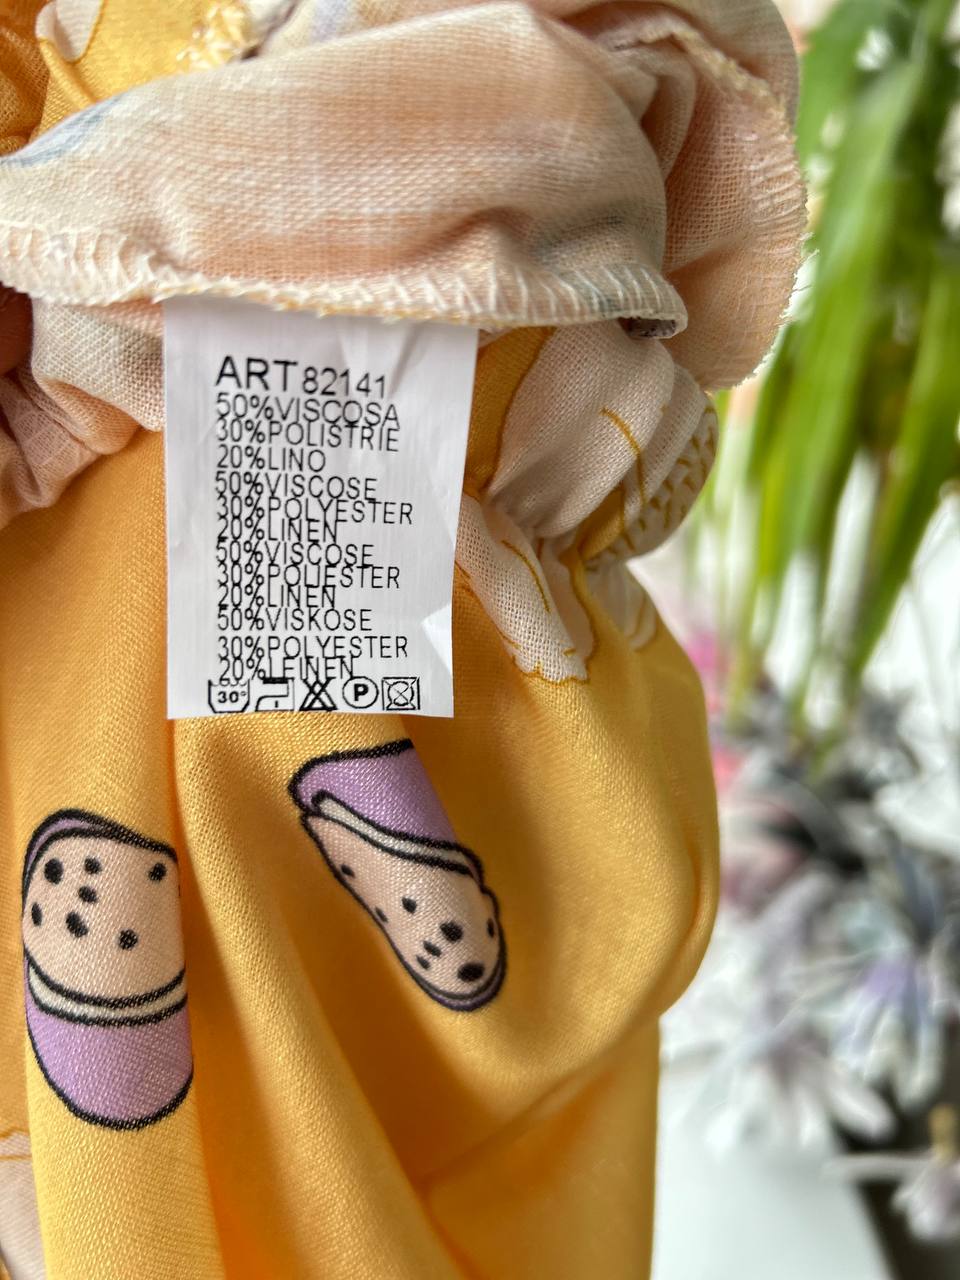 ART 82141
50%VISCOSA
30%POLISTRIE
20%LINO
50%VISCOSE
30%POLYESTER
20%LINEN
50%VISCOSE
30%POLIESTER
20%LINEN
50%VISKOSE
30%POLYESTER
20%LEINEN
30° P